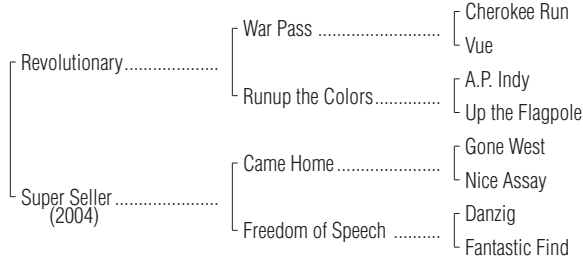 Cherokee Run
War Pass ..........................
Vue
Revolutionary....................
Runup the Colors..............
A.P. Indy
Up the Flagpole
Came Home ......................
Gone West
Nice Assay
Super Seller ......................
(2004)
Freedom of Speech ..........
Danzig
Fantastic Find